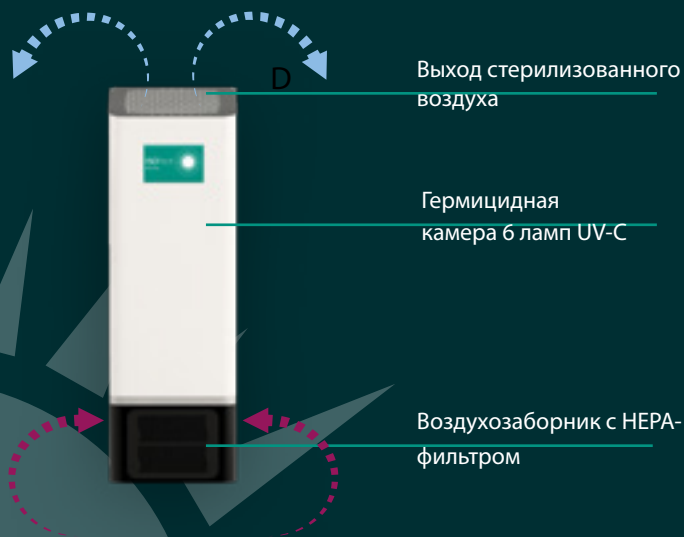 D
Выход стерилизованного
воздуха
Гермицидная
камера 6 ламп UV-C
Воздухозаборник с HEPA-
фильтром